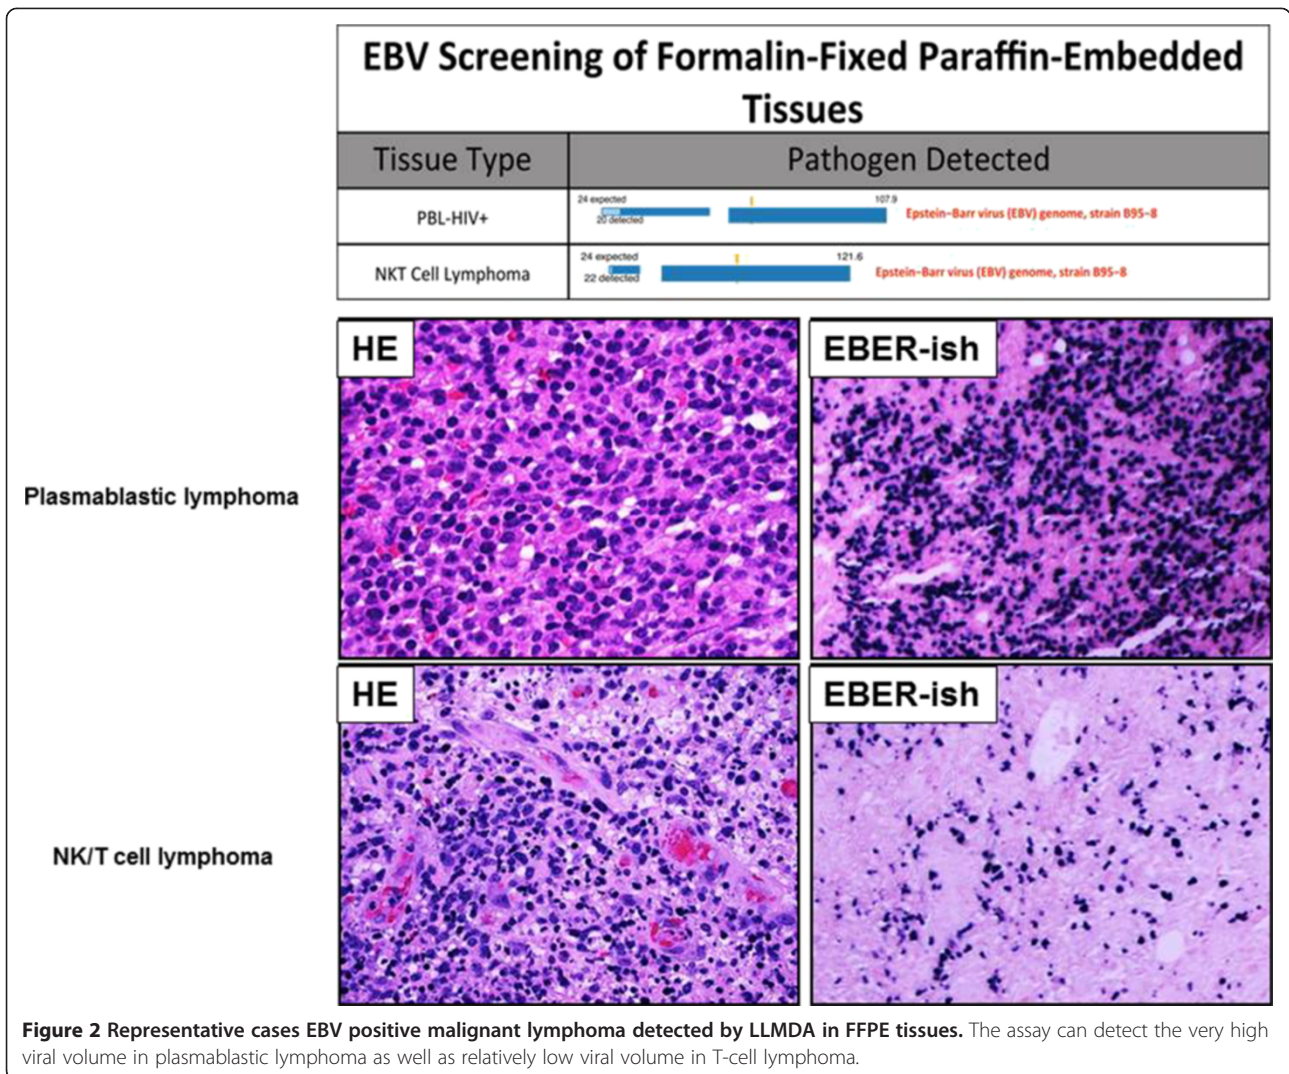 EBV Screening of Formalin-Fixed Paraffin-Embedded
Tissues
Tissue Type
Pathogen Detected
PBL-HIV+
24 expected
20 detected
107.9
Epstein-Barr virus (EBV) genome, strain B95-8
NKT Cell Lymphoma
24 expected
22 detected
121.6
Epstein-Barr virus (EBV) genome, strain B95-8
HE
EBER-ish
Plasmablastic lymphoma
HE
EBER-ish
NK/T cell lymphoma
Figure 2 Representative cases EBV positive malignant lymphoma detected by LLMDA in FFPE tissues. The assay can detect the very high
viral volume in plasmablastic lymphoma as well as relatively low viral volume in T-cell lymphoma.